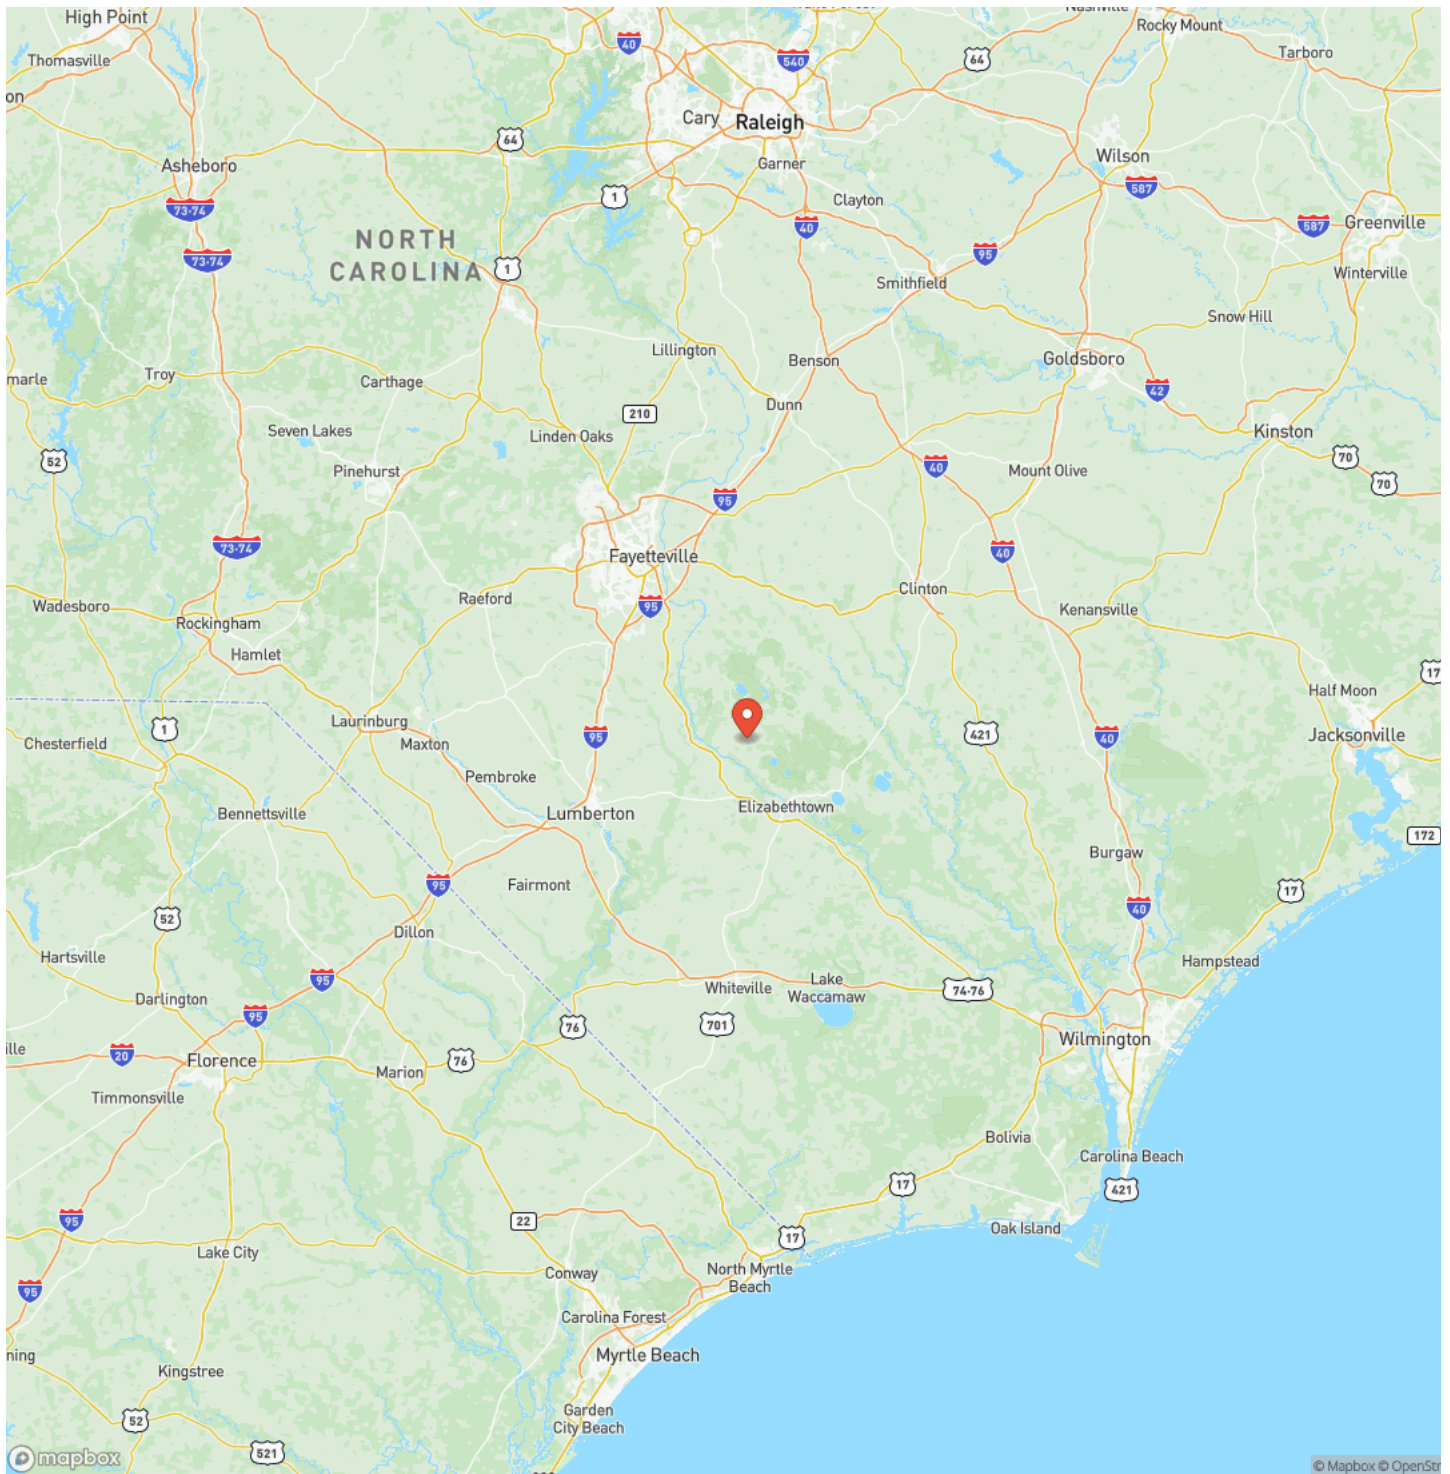 High Point
Nashville
Rocky Mount
Thomasville
40
540
64
Tarboro
on
Cary
Raleigh
64
Asheboro
Garner
Wilson
587
1
Clayton
73-74
40
587
Greenville
NORTH
CAROLINA
73-74
1
95
Winterville
Smithfield
Snow Hill
Lillington
Benson
Goldsboro
marle
Troy
Carthage
42
210
Dunn
Seven Lakes
Linden Oaks
Kinston
52
Pinehurst
40
Mount Olive
70
70
95
73-74
Fayetteville
40
Clinton
Wadesboro
Raeford
95
Kenansville
Rockingham
Hamlet
17
Half Moon
1
Laurinburg
Maxton
95
421
40
Jacksonville
Chesterfield
Pembroke
Bennettsville
Lumberton
Elizabethtown
172
Burgaw
95
Fairmont
17
52
40
Dillon
Hartsville
95
Hampstead
Darlington
Whiteville
Lake
Waccamaw
74-76
95
76
701
ille
20
Florence
76
Marion
Wilmington
Timmonsville
Bolivia
Carolina Beach
17
421
95
22
Oak Island
17
Lake City
Conway
North Myrtle
Beach
95
Carolina Forest
ning
Myrtle Beach
Kingstree
Garden
City Beach
52
521
mapbox
© Mapbox © OpenStr